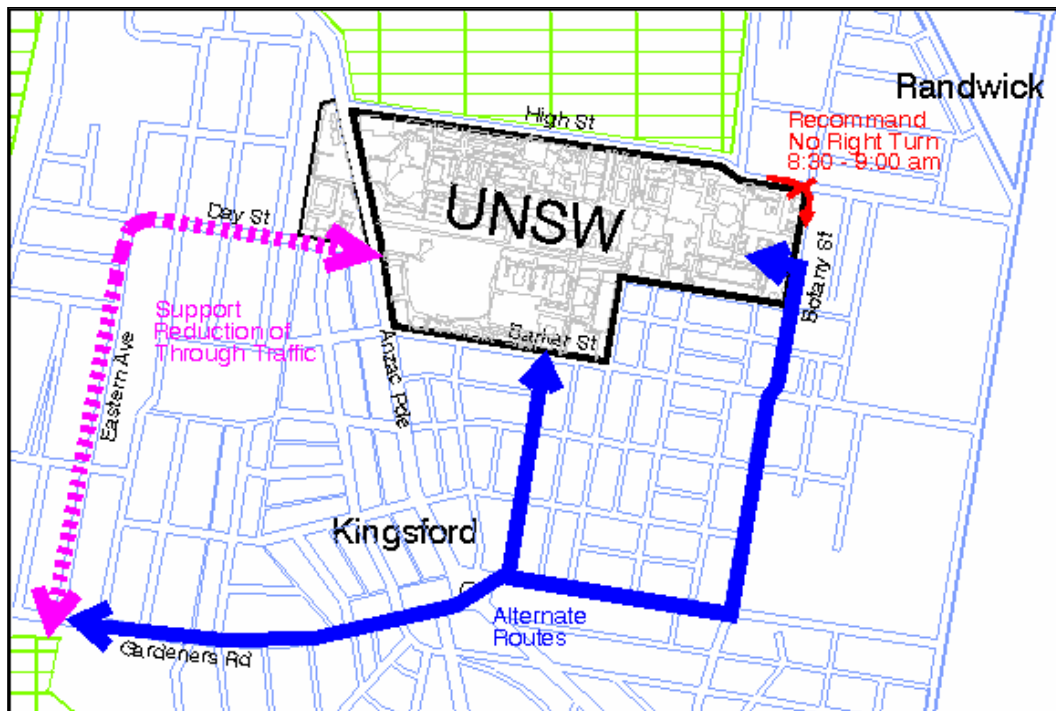 Randwick
Recommand
No Right Turn
8:30 - 9:00 am
High St
UNSW
Day St
Botany St
Support
Reduction of
Through Traffic
Barker St
Anzac Pde
Eastern Ave
Kingsford
Alternate
Routes
Gardeners Rd